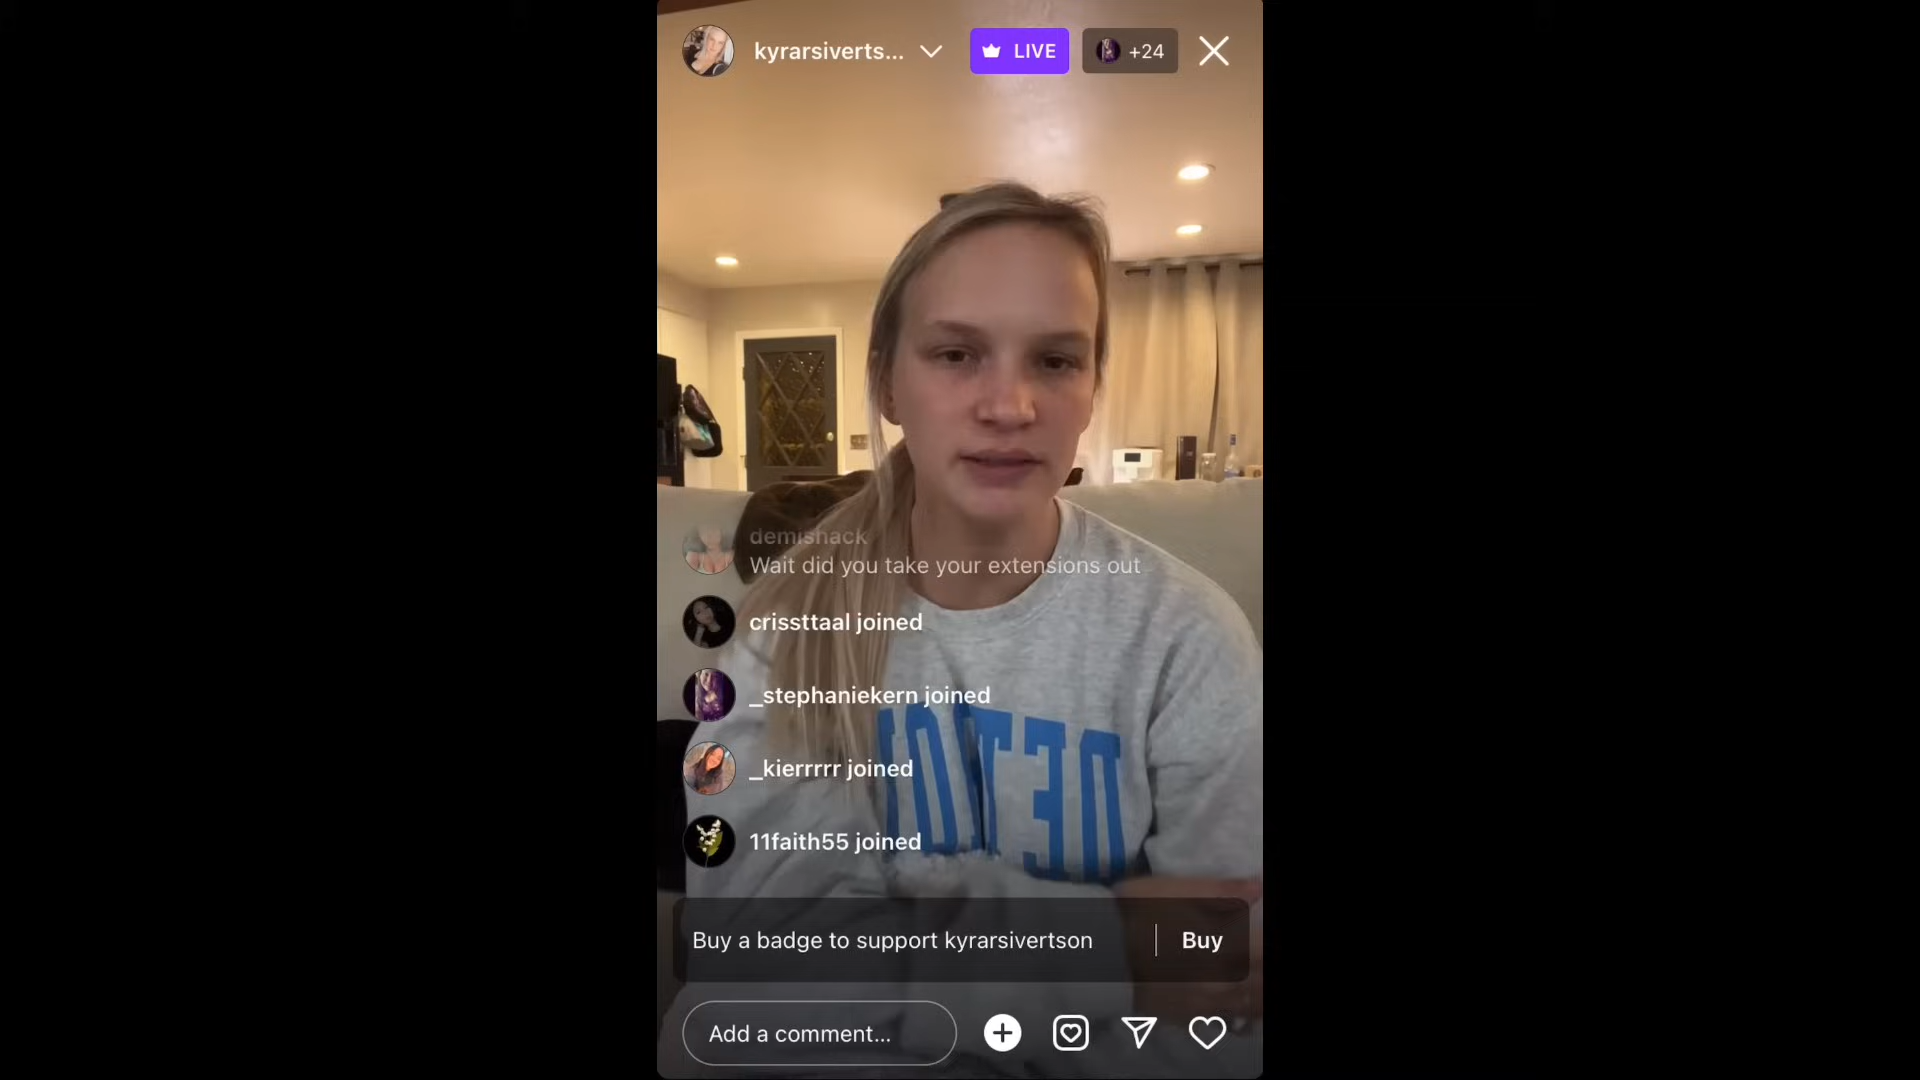 kyrarsiverts...
LIVE
+24
demishack
Wait did you take your extensions out
crissttaal joined
_stephaniekern joined
_kierrrrr joined
11faith55 joined
Buy a badge to support kyrarsivertson
Buy
Add a comment...